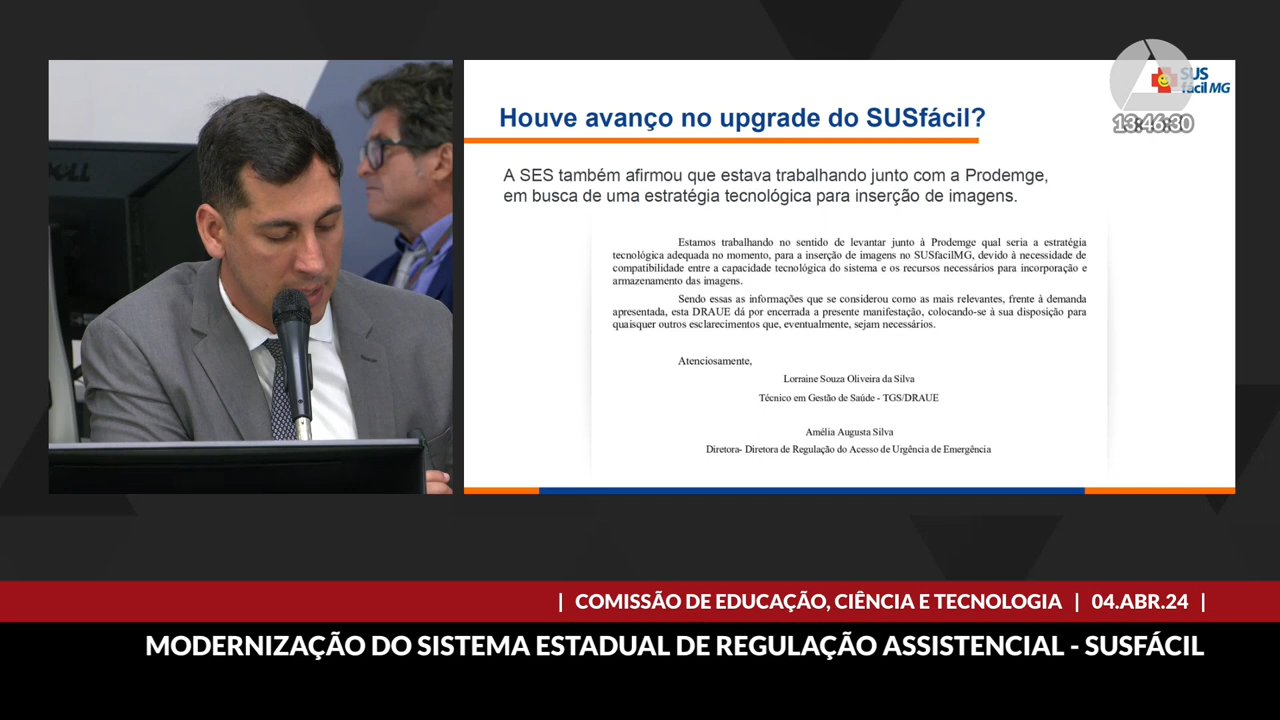 DELL
SUS
fácil MG
13:46:30
Houve avanço no upgrade do SUSfácil?
A SES também afirmou que estava trabalhando junto com a Prodemge,
em busca de uma estratégia tecnológica para inserção de imagens.
Estamos trabalhando no sentido de levantar junto à Prodemge qual seria a estratégia
tecnológica adequada no momento, para a inserção de imagens no SUSfacilMG, devido à necessidade de
compatibilidade entre a capacidade tecnológica do sistema e os recursos necessários para incorporação e
armazenamento das imagens.
Sendo essas as informações que se considerou como as mais relevantes, frente à demanda
apresentada, esta DRAUE dá por encerrada a presente manifestação, colocando-se à sua disposição para
quaisquer outros esclarecimentos que, eventualmente, sejam necessários.
Atenciosamente,
Lorraine Souza Oliveira da Silva
Técnico em Gestão de Saúde - TGS/DRAUE
Amélia Augusta Silva
Diretora- Diretora de Regulação do Acesso de Urgência de Emergência
| COMISSÃO DE EDUCAÇÃO, CIÊNCIA E TECNOLOGIA | 04.ABR.24 |
MODERNIZAÇÃO DO SISTEMA ESTADUAL DE REGULAÇÃO ASSISTENCIAL - SUSFÁCIL